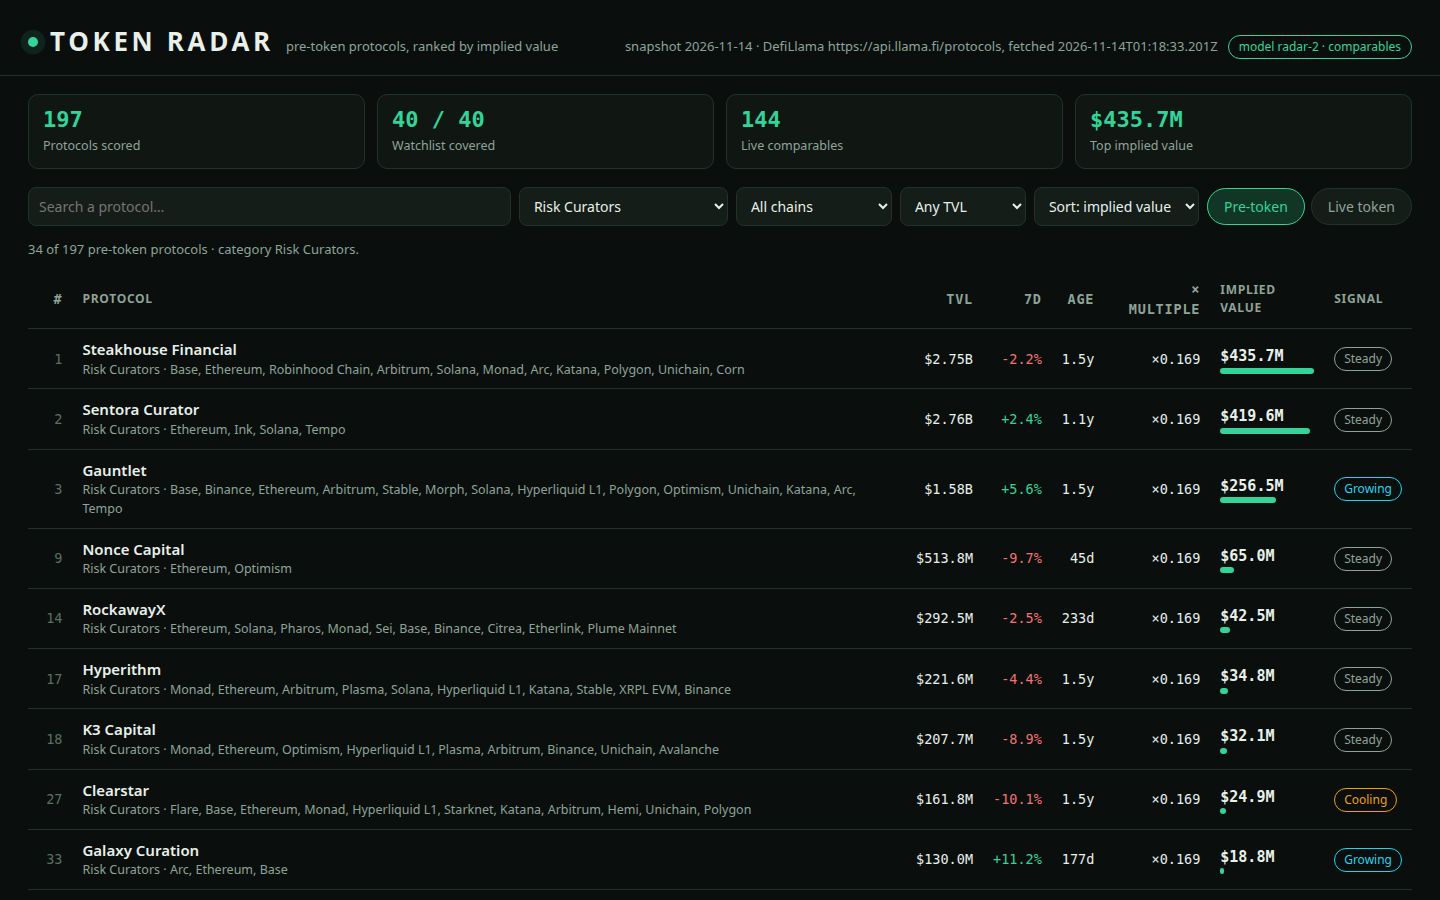 TOKEN RADAR pre-token protocols, ranked by implied value snapshot 2026-11-14 · DefiLlama https://api.llama.fi/protocols, fetched 2026-11-14T01:18:33.201Z model radar-2 · comparables
197 40 / 40 144 $435.7M
Protocols scored Watchlist covered Live comparables Top implied value
Search a protocol... Risk Curators All chains Any TVL Sort: implied value Pre-token Live token
34 of 197 pre-token protocols · category Risk Curators.
# PROTOCOL TVL 7D AGE × MULTIPLE IMPLIED VALUE SIGNAL
1 Steakhouse Financial $2.75B -2.2% 1.5y ×0.169 $435.7M Steady
Risk Curators · Base, Ethereum, Robinhood Chain, Arbitrum, Solana, Monad, Arc, Katana, Polygon, Unichain, Corn
2 Sentora Curator $2.76B +2.4% 1.1y ×0.169 $419.6M Steady
Risk Curators · Ethereum, Ink, Solana, Tempo
3 Gauntlet $1.58B +5.6% 1.5y ×0.169 $256.5M Growing
Risk Curators · Base, Binance, Ethereum, Arbitrum, Stable, Morph, Solana, Hyperliquid L1, Polygon, Optimism, Unichain, Katana, Arc,
Tempo
9 Nonce Capital $513.8M -9.7% 45d ×0.169 $65.0M Steady
Risk Curators · Ethereum, Optimism
14 RockawayX $292.5M -2.5% 233d ×0.169 $42.5M Steady
Risk Curators · Ethereum, Solana, Pharos, Monad, Sei, Base, Binance, Citrea, Etherlink, Plume Mainnet
17 Hyperithm $221.6M -4.4% 1.5y ×0.169 $34.8M Steady
Risk Curators · Monad, Ethereum, Arbitrum, Plasma, Solana, Hyperliquid L1, Katana, Stable, XRPL EVM, Binance
18 K3 Capital $207.7M -8.9% 1.5y ×0.169 $32.1M Steady
Risk Curators · Monad, Ethereum, Optimism, Hyperliquid L1, Plasma, Arbitrum, Binance, Unichain, Avalanche
27 Clearstar $161.8M -10.1% 1.5y ×0.169 $24.9M Cooling
Risk Curators · Flare, Base, Ethereum, Monad, Hyperliquid L1, Starknet, Katana, Arbitrum, Hemi, Unichain, Polygon
33 Galaxy Curation $130.0M +11.2% 177d ×0.169 $18.8M Growing
Risk Curators · Arc, Ethereum, Base